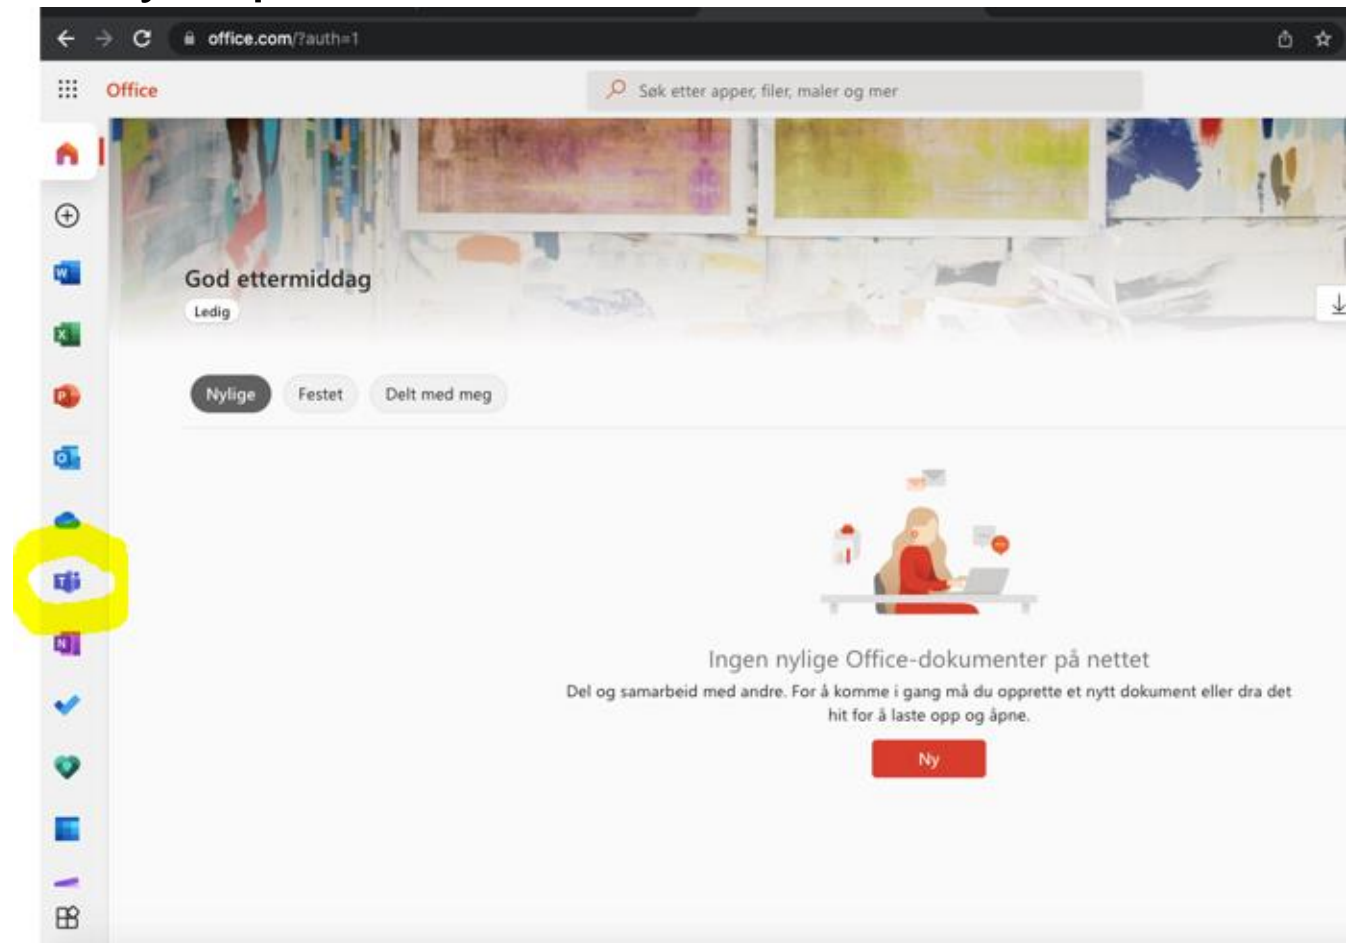 office.com/?auth=1
Office
Søk etter apper, filer, maler og mer
God ettermiddag
Ledig
Nylige Festet Delt med meg
Ingen nylige Office-dokumenter på nettet
Del og samarbeid med andre. For å komme i gang må du opprette et nytt dokument eller dra det
hit for å laste opp og åpne.
Ny